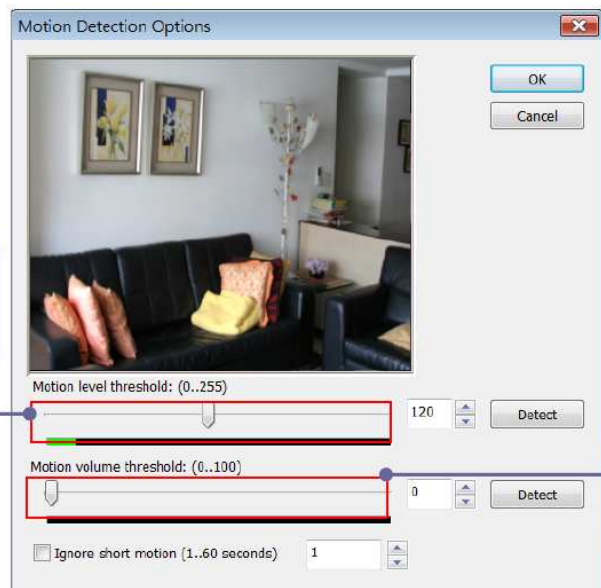 Motion Detection Options
OK
Cancel
Motion level threshold: (0..255)
120
Detect
Motion volume threshold: (0..100)
0
Detect
Ignore short motion (1..60 seconds)
1